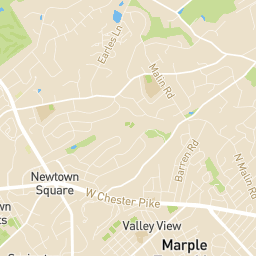 Earles Ln
Malin Rd
Barren Rd
N Malin Rd
Newtown
Square
W Chester Pike
Valley View
Marple